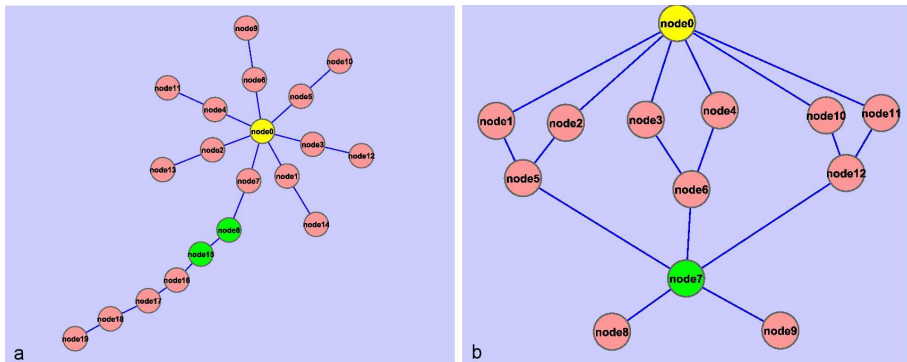 node9
node10
node6
node11
node5
node4
node0
node3
node12
node2
node13
node7
node1
node14
node8
node15
node16
node17
node18
node19
a
node0
node1
node2
node3
node4
node10
node11
node5
node6
node12
node7
node8
node9
b